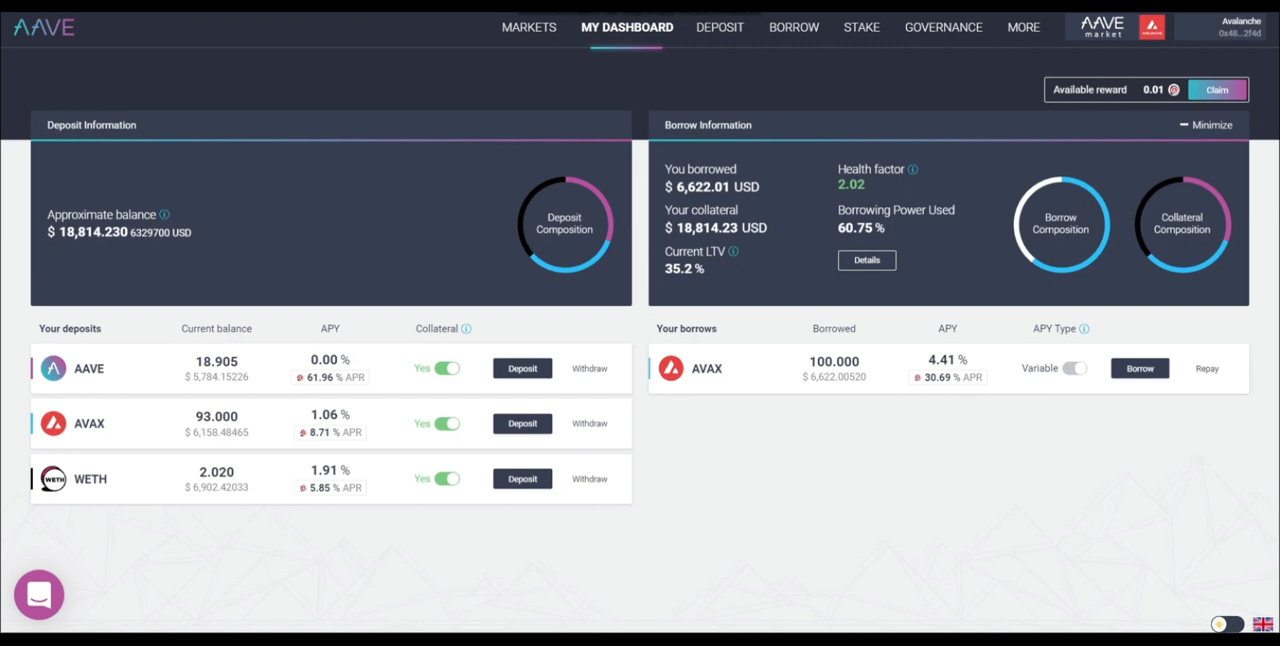 AAVE
MARKETS MY DASHBOARD DEPOSIT BORROW STAKE GOVERNANCE MORE
AAVE
market
Avalanche
0x48...2f4d
Available reward 0.01 Claim
Deposit Information
Approximate balance
$ 18,814.230 6329700 USD
Deposit
Composition
Borrow Information
Minimize
You borrowed
$ 6,622.01 USD
Your collateral
$ 18,814.23 USD
Current LTV
35.2 %
Health factor
2.02
Borrowing Power Used
60.75 %
Details
Borrow
Composition
Collateral
Composition
Your deposits Current balance APY Collateral
AAVE 18.905 0.00 % Yes Deposit Withdraw
$ 5,784.15226 61.96 % APR
AVAX 93.000 1.06 % Yes Deposit Withdraw
$ 6,158.48465 8.71 % APR
WETH WETH 2.020 1.91 % Yes Deposit Withdraw
$ 6,902.42033 5.85 % APR
Your borrows Borrowed APY APY Type
AVAX 100.000 4.41 % Variable Borrow Repay
$ 6,622.00520 30.69 % APR